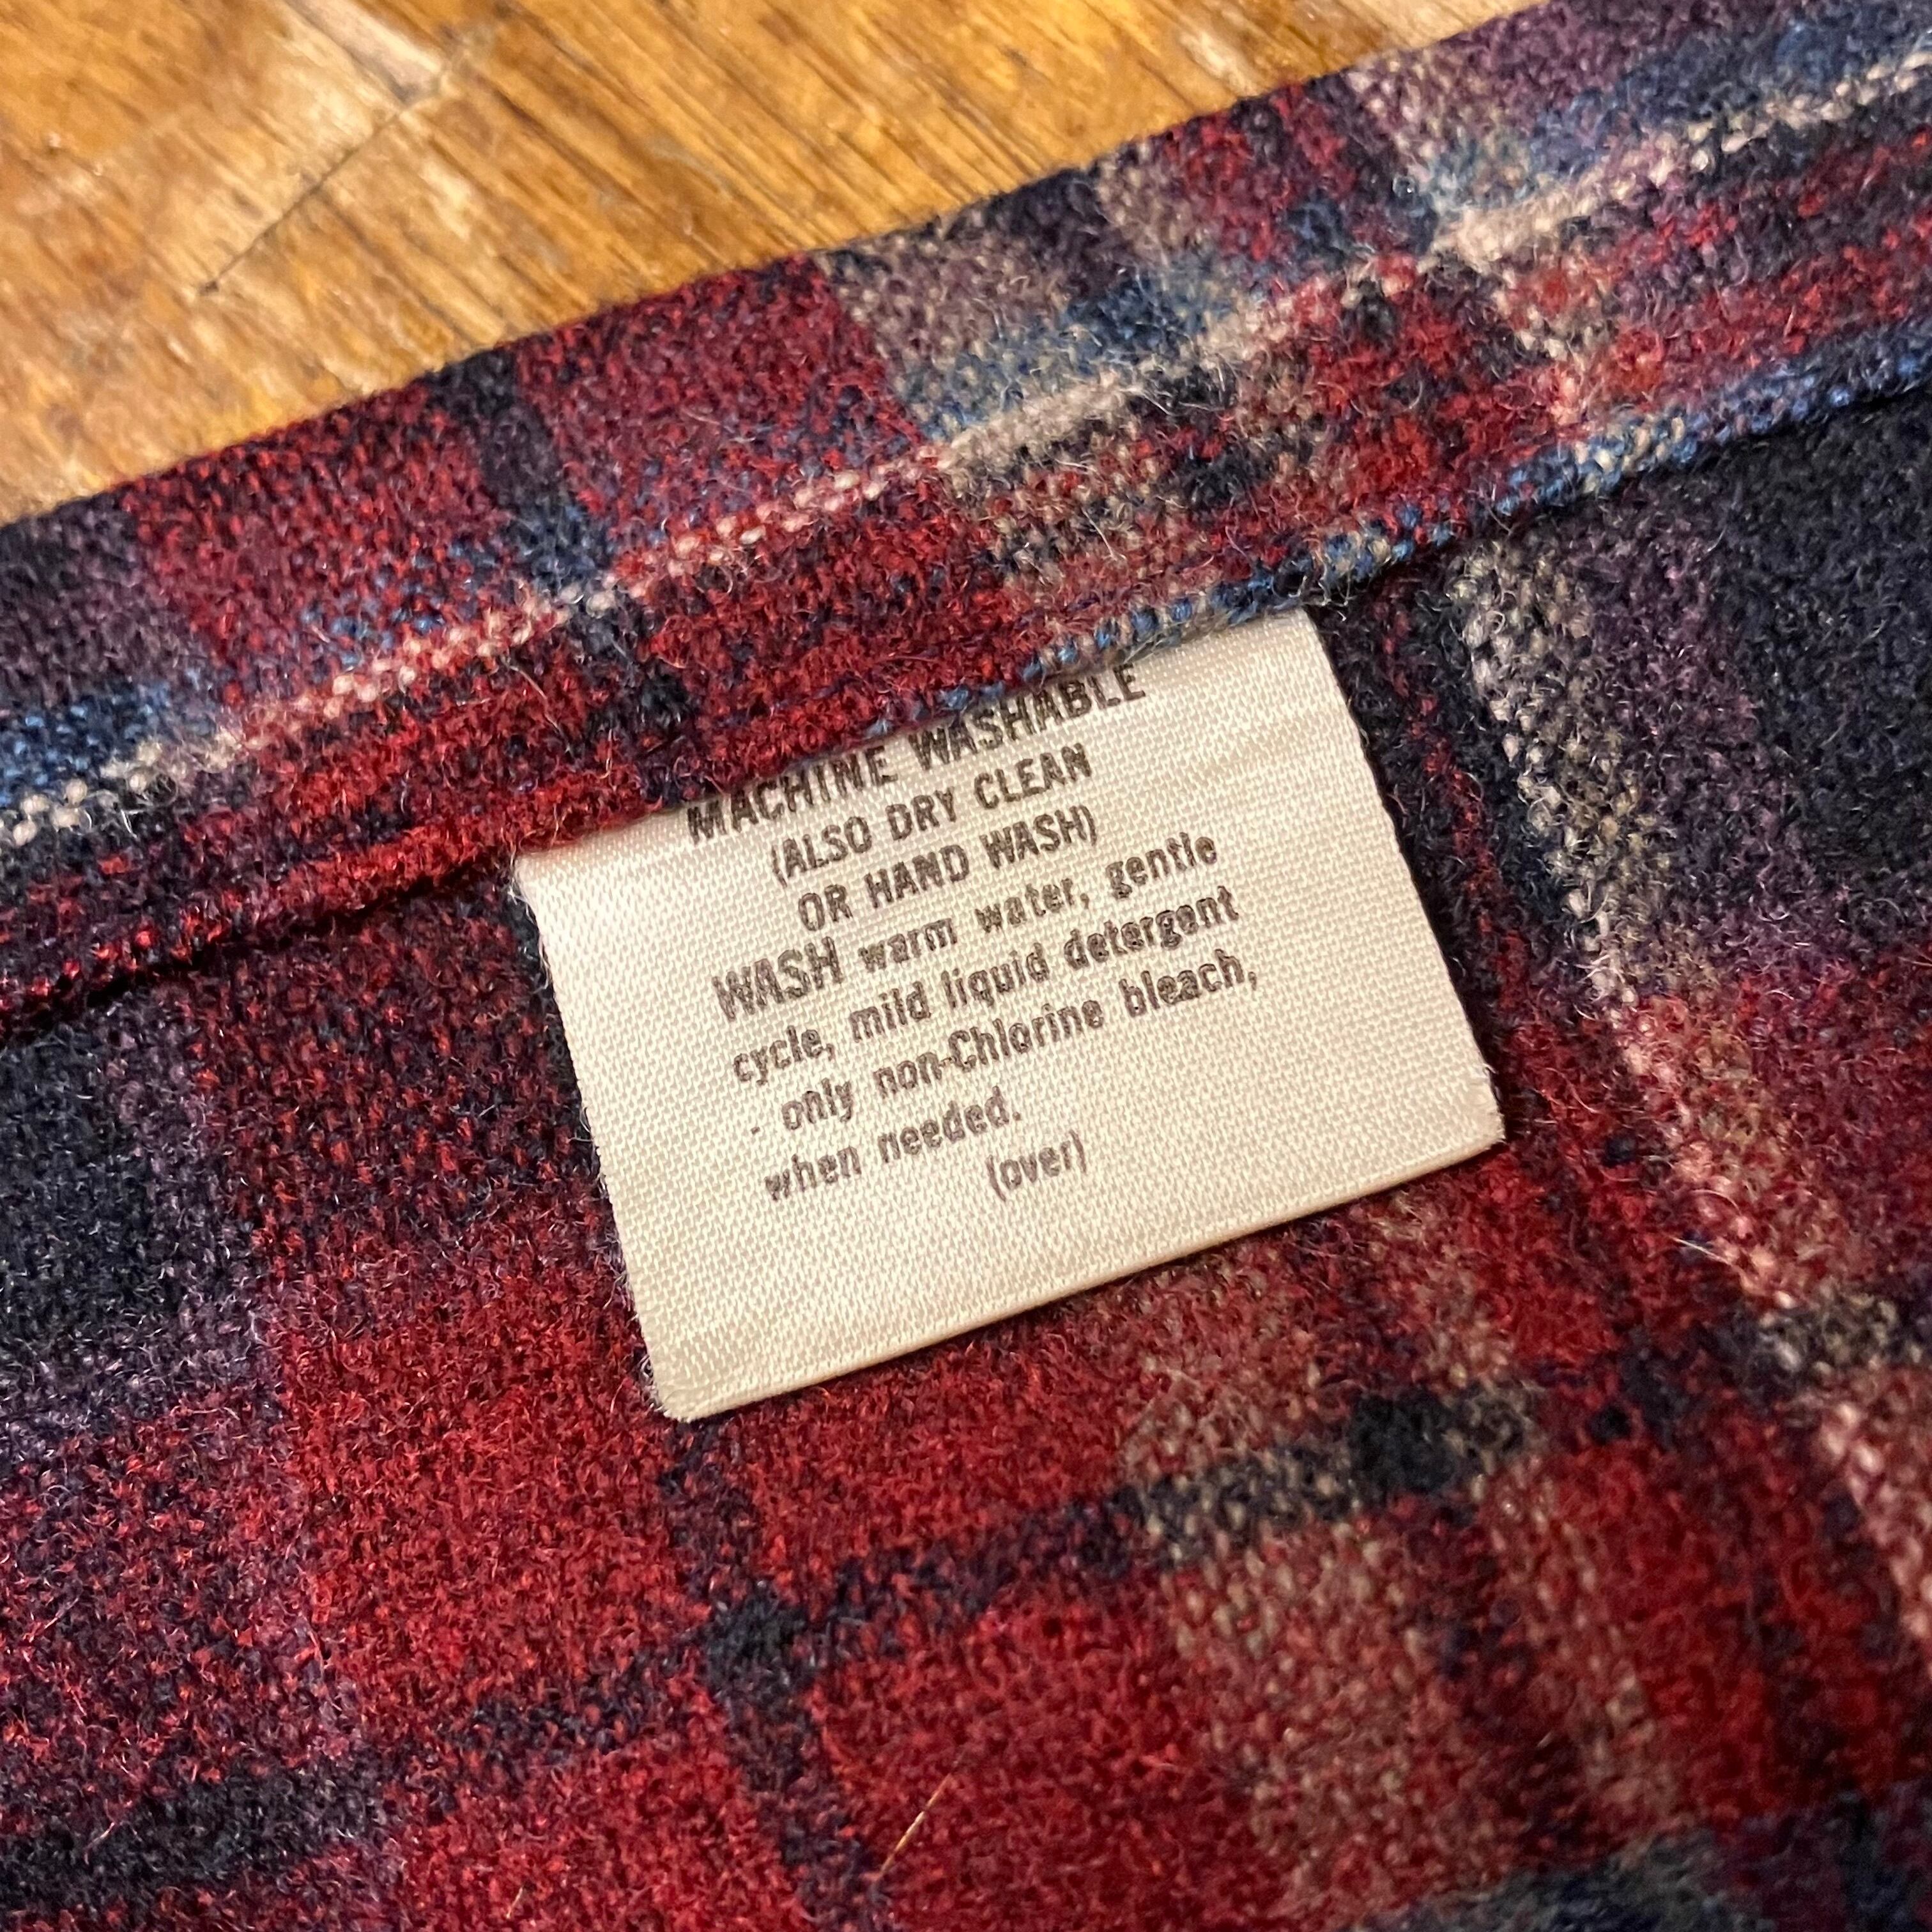 MACHINE WASHABLE
(ALSO DRY CLEAN
OR HAND WASH)
WASH warm water, gentle
cycle, mild liquid detergent
- only non-Chlorine bleach,
when needed.
(over)